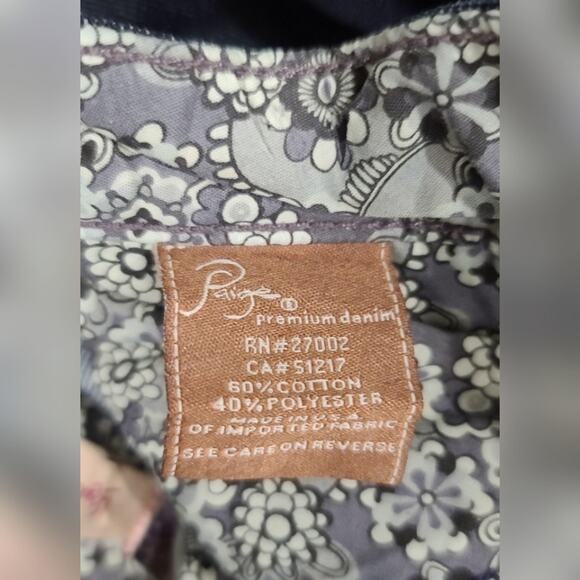 Paige®
premium denim
RN#27002
CA#51217
60%COTTON
40%POLYESTER
MADE IN U.S.A.
OF IMPORTED FABRIC
SEE CARE ON REVERSE